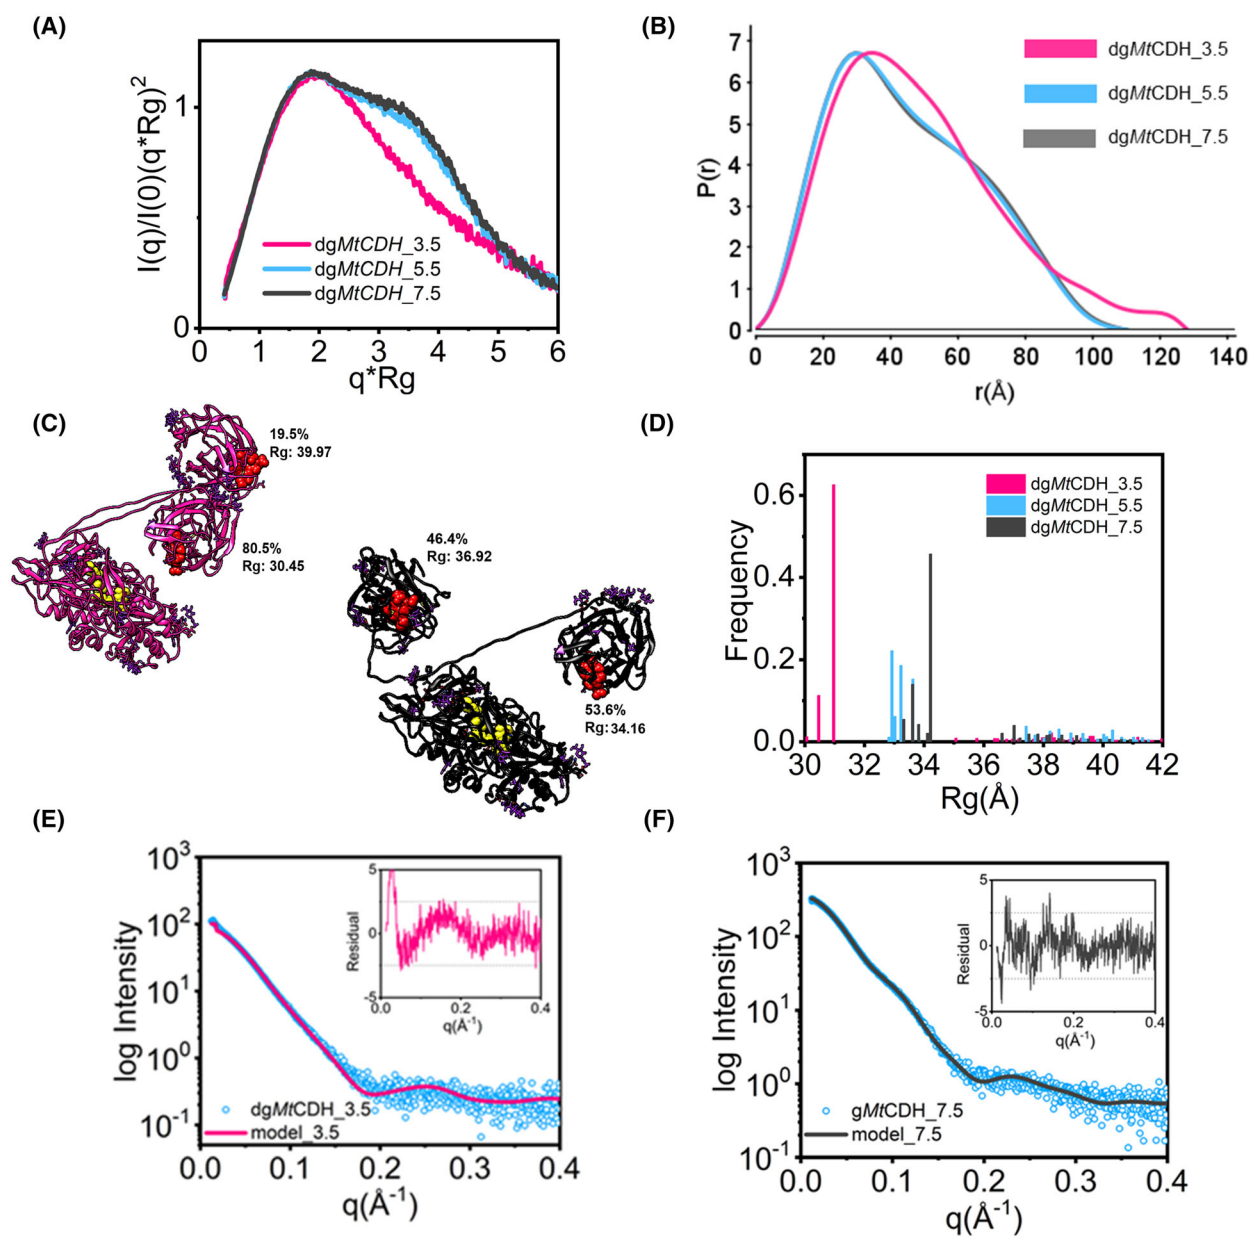 (A)
I(q)/I(0)(q*Rg)²
1
0
dgMtCDH_3.5
dgMtCDH_5.5
dgMtCDH_7.5
0 1 2 3 4 5 6
q*Rg
(B)
P(r)
7
6
5
4
3
2
1
0
dgMtCDH_3.5
dgMtCDH_5.5
dgMtCDH_7.5
0 20 40 60 80 100 120 140
r(Å)
(C)
19.5%
Rg: 39.97
80.5%
Rg: 30.45
46.4%
Rg: 36.92
53.6%
Rg: 34.16
(D)
Frequency
0.6
0.4
0.2
0.0
dgMtCDH_3.5
dgMtCDH_5.5
dgMtCDH_7.5
30 32 34 36 38 40 42
Rg(Å)
(E)
log Intensity
10³
10²
10¹
10⁰
10⁻¹
Residual
5
0
-5
0.0 0.2 0.4
q(Å⁻¹)
dgMtCDH_3.5
model_3.5
0.0 0.1 0.2 0.3 0.4
q(Å⁻¹)
(F)
log Intensity
10³
10²
10¹
10⁰
10⁻¹
Residual
5
0
-5
0.0 0.2 0.4
q(Å⁻¹)
gMtCDH_7.5
model_7.5
0.0 0.1 0.2 0.3 0.4
q(Å⁻¹)